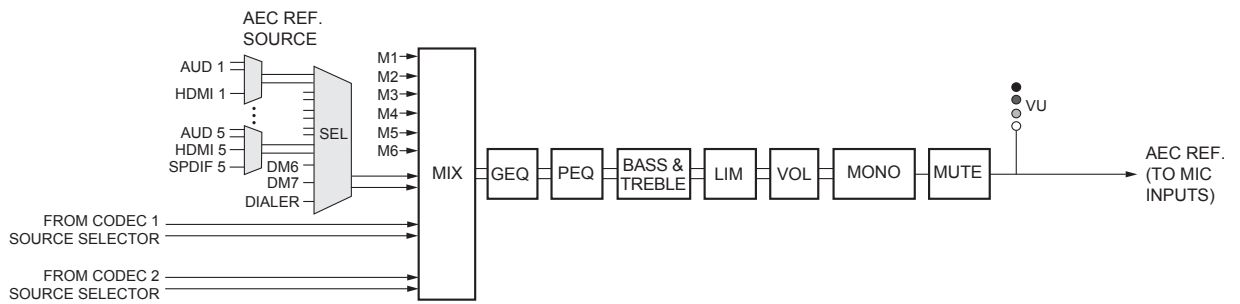 AEC REF.
SOURCE
AUD 1
HDMI 1
AUD 5
HDMI 5
SPDIF 5
SEL
DM6
DM7
DIALER
M1
M2
M3
M4
M5
M6
FROM CODEC 1
SOURCE SELECTOR
FROM CODEC 2
SOURCE SELECTOR
MIX
GEQ
PEQ
BASS &
TREBLE
LIM
VOL
MONO
MUTE
VU
AEC REF.
(TO MIC
INPUTS)